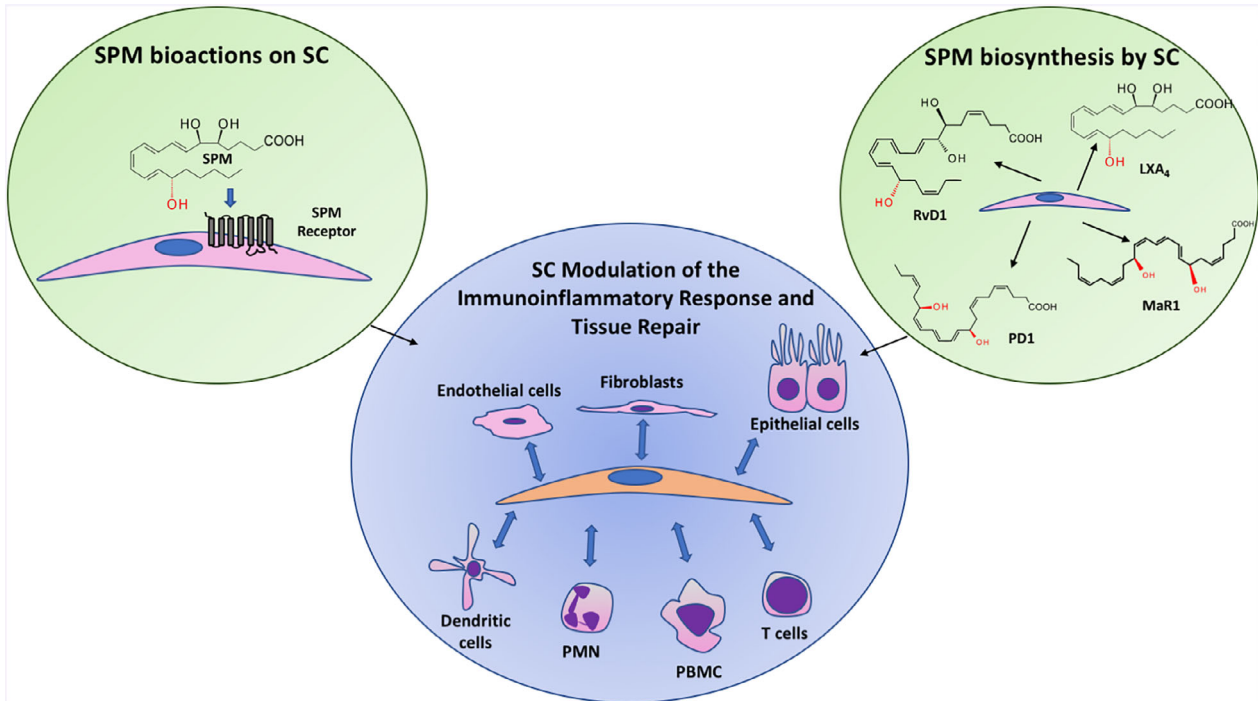 SPM bioactions on SC
OH
OH
COOH
SPM
OH
SPM
Receptor
SPM biosynthesis by SC
HO
COOH
OH
HO
RvD1
OH
OH
COOH
OH
LXA₄
COOH
OH
OH
MaR1
OH
COOH
OH
PD1
SC Modulation of the
Immunoinflammatory Response and
Tissue Repair
Endothelial cells
Fibroblasts
Epithelial cells
Dendritic
cells
PMN
PBMC
T cells